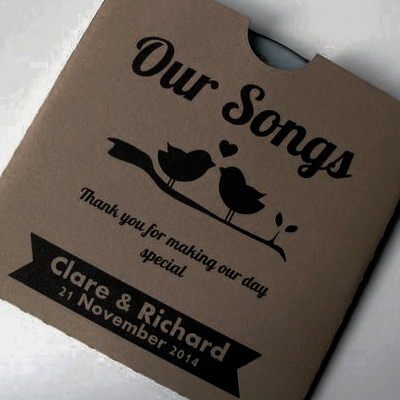 Our Songs
Thank you for making our day
special
Clare & Richard
21 November 2014